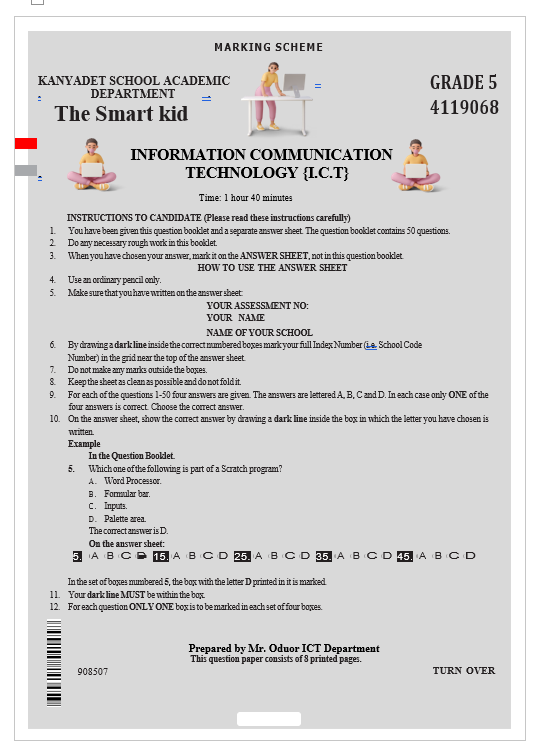 MARKING SCHEME
KANYADET SCHOOL ACADEMIC
DEPARTMENT
The Smart kid
GRADE 5
4119068
INFORMATION COMMUNICATION
TECHNOLOGY {I.C.T}
Time: 1 hour 40 minutes
INSTRUCTIONS TO CANDIDATE (Please read these instructions carefully)
1. You have been given this question booklet and a separate answer sheet. The question booklet contains 50 questions.
2. Do any necessary rough work in this booklet.
3. When you have chosen your answer, mark it on the ANSWER SHEET, not in this question booklet.
HOW TO USE THE ANSWER SHEET
4. Use an ordinary pencil only.
5. Make sure that you have written on the answer sheet:
YOUR ASSESSMENT NO:
YOUR NAME
NAME OF YOUR SCHOOL
6. By drawing a dark line inside the correct numbered boxes mark your full Index Number (i.e. School Code
Number) in the grid near the top of the answer sheet.
7. Do not make any marks outside the boxes.
8. Keep the sheet as clean as possible and do not fold it.
9. For each of the questions 1-50 four answers are given. The answers are lettered A, B, C and D. In each case only ONE of the
four answers is correct. Choose the correct answer.
10. On the answer sheet, show the correct answer by drawing a dark line inside the box in which the letter you have chosen is
written.
Example
In the Question Booklet.
5. Which one of the following is part of a Scratch program?
A. Word Processor.
B. Formular bar.
C. Inputs.
D. Palette area.
The correct answer is D.
On the answer sheet:
5. A B C D 15. A B C D 25. A B C D 35. A B C D 45. A B C D
In the set of boxes numbered 5, the box with the letter D printed in it is marked.
11. Your dark line MUST be within the box.
12. For each question ONLY ONE box is to be marked in each set of four boxes.
Prepared by Mr. Oduor ICT Department
This question paper consists of 8 printed pages.
908507
TURN OVER